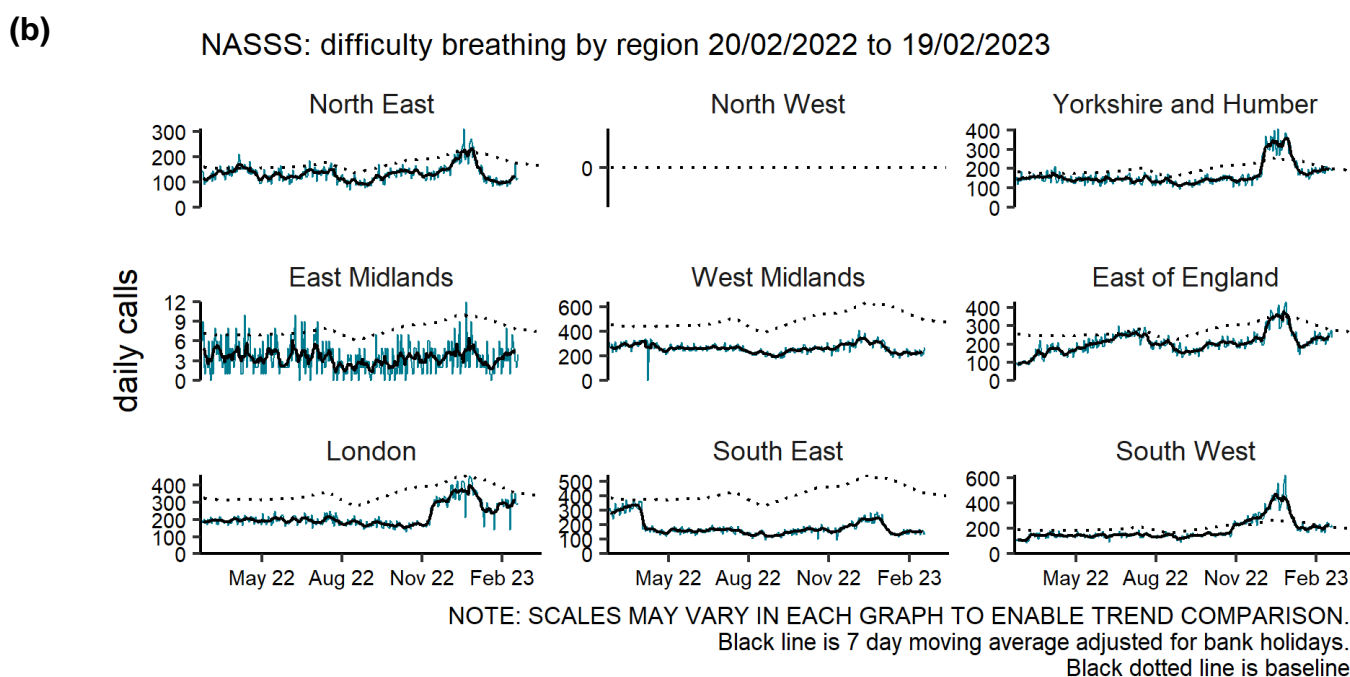 (b)
NASSS: difficulty breathing by region 20/02/2022 to 19/02/2023
daily calls
North East
300
200
100
0
North West
0
Yorkshire and Humber
400
300
200
100
0
East Midlands
12
9
6
3
0
West Midlands
600
400
200
0
East of England
400
300
200
100
0
London
400
300
200
100
0
May 22 Aug 22 Nov 22 Feb 23
South East
500
400
300
200
100
0
May 22 Aug 22 Nov 22 Feb 23
South West
600
400
200
0
May 22 Aug 22 Nov 22 Feb 23
NOTE: SCALES MAY VARY IN EACH GRAPH TO ENABLE TREND COMPARISON.
Black line is 7 day moving average adjusted for bank holidays.
Black dotted line is baseline